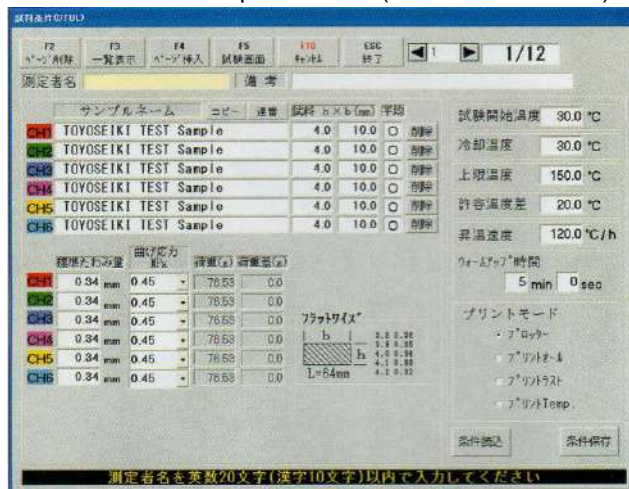 試料条件(DTUL)
F2 F3 F4 F5 F10 ESC
ページ削除 一覧表示 ページ挿入 試験画面 キャンセル 終了 1 1/12
測定者名 備考
サンプルネーム コピー 連番 試料 h×b(mm) 平均
CH1 TOYOSEIKI TEST Sample 4.0 10.0 ○ 削除
CH2 TOYOSEIKI TEST Sample 4.0 10.0 ○ 削除
CH3 TOYOSEIKI TEST Sample 4.0 10.0 ○ 削除
CH4 TOYOSEIKI TEST Sample 4.0 10.0 ○ 削除
CH5 TOYOSEIKI TEST Sample 4.0 10.0 ○ 削除
CH6 TOYOSEIKI TEST Sample 4.0 10.0 ○ 削除
標準たわみ量 曲げ応力 MPa 荷重(g) 荷重差(g)
CH1 0.34 mm 0.45 76.53 0.0
CH2 0.34 mm 0.45 76.53 0.0
CH3 0.34 mm 0.45 76.53 0.0
CH4 0.34 mm 0.45 76.53 0.0
CH5 0.34 mm 0.45 76.53 0.0
CH6 0.34 mm 0.45 76.53 0.0
フラットワイズ
b
h
L=64mm
試験開始温度 30.0 ℃
冷却温度 30.0 ℃
上限温度 150.0 ℃
許容温度差 20.0 ℃
昇温速度 120.0 ℃/h
ウォームアップ時間
5 min 0 sec
プリントモード
プロッター
プリントオール
プリントラスト
プリントTemp.
条件読込 条件保存
測定者名を英数20文字(漢字10文字)以内で入力してください